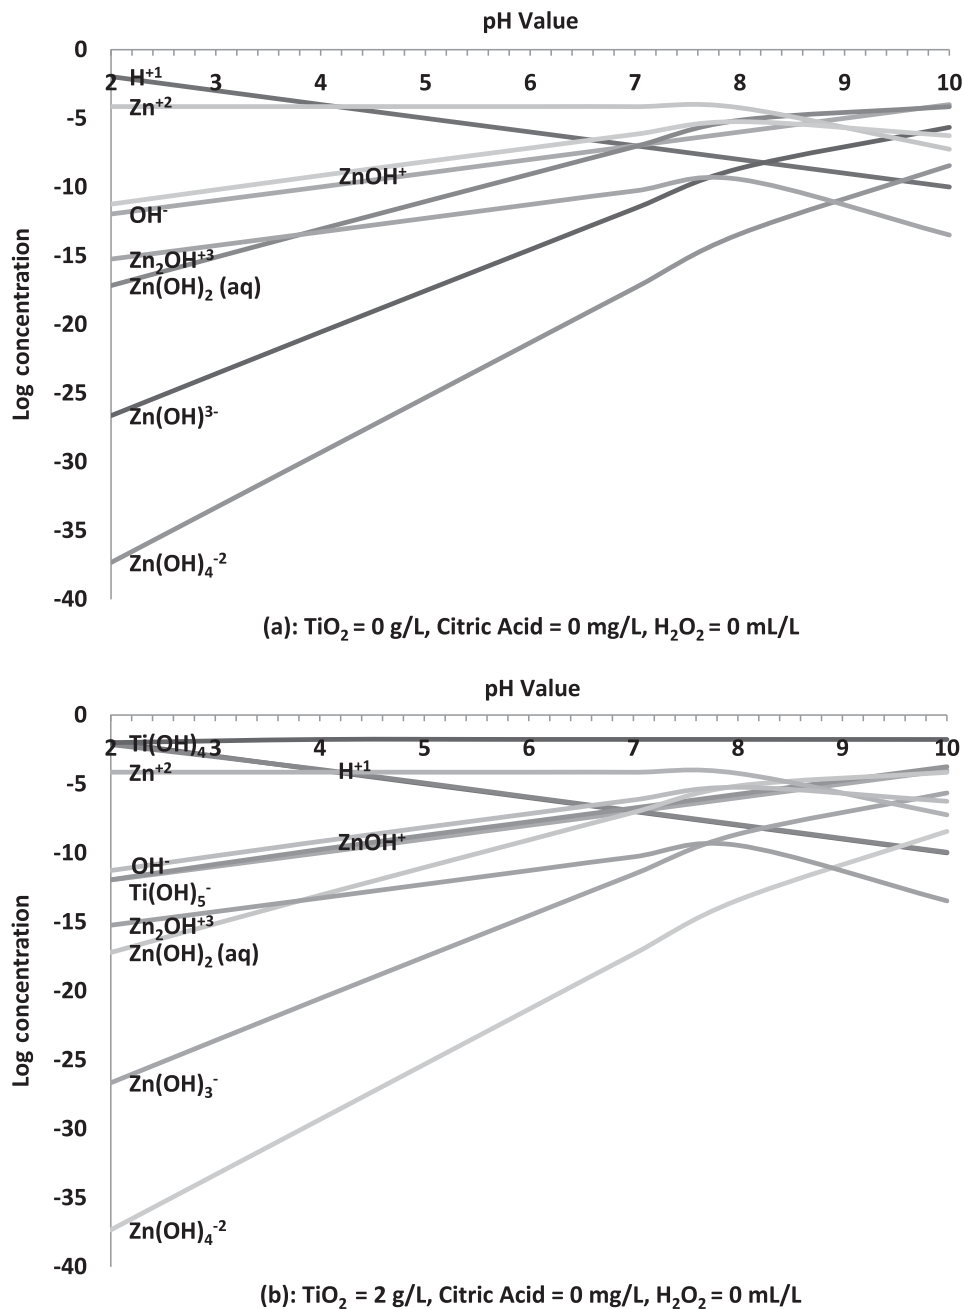 pH Value
0
2 3 4 5 6 7 8 9 10
H+1
Zn+2
-5
ZnOH+
-10
OH-
-15
Zn2OH+3
Zn(OH)2 (aq)
-20
-25
Zn(OH)3-
-30
-35
Zn(OH)4-2
-40
Log concentration
(a): TiO2 = 0 g/L, Citric Acid = 0 mg/L, H2O2 = 0 mL/L
pH Value
0
2 3 4 5 6 7 8 9 10
Ti(OH)4
Zn+2
H+1
-5
ZnOH+
-10
OH-
Ti(OH)5-
-15
Zn2OH+3
Zn(OH)2 (aq)
-20
-25
Zn(OH)3-
-30
-35
Zn(OH)4-2
-40
Log concentration
(b): TiO2 = 2 g/L, Citric Acid = 0 mg/L, H2O2 = 0 mL/L